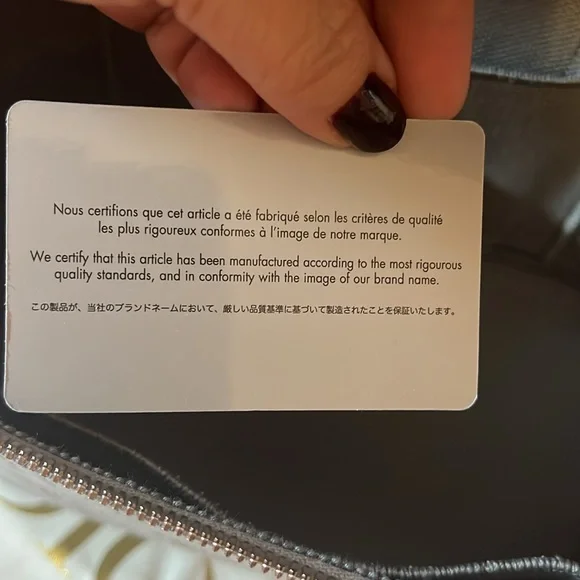 Nous certifions que cet article a été fabriqué selon les critères de qualité
les plus rigoureux conformes à l'image de notre marque.
We certify that this article has been manufactured according to the most rigourous
quality standards, and in conformity with the image of our brand name.
この製品が、当社のブランドネームにおいて、厳しい品質基準に基づいて製造されたことを保証いたします。